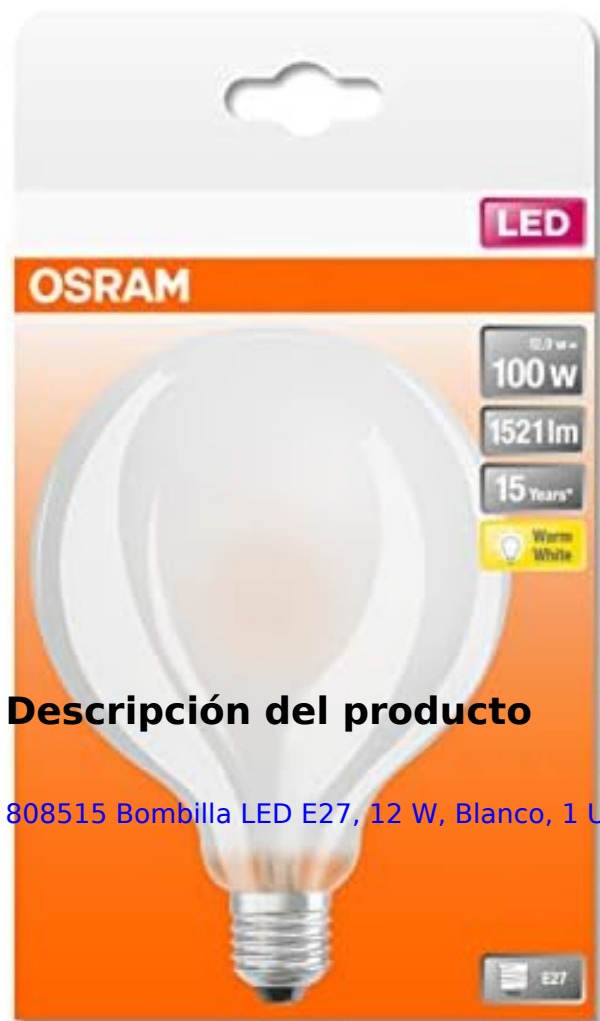 LED
OSRAM
100 W
1521 lm
15 Years*
Warm
White
Descripción del producto
808515 Bombilla LED E27, 12 W, Blanco, 1 U
E27